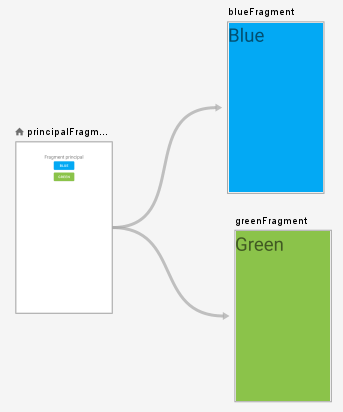 blueFragment
Blue
principalFragm...
Fragment principal
BLUE
GREEN
greenFragment
Green